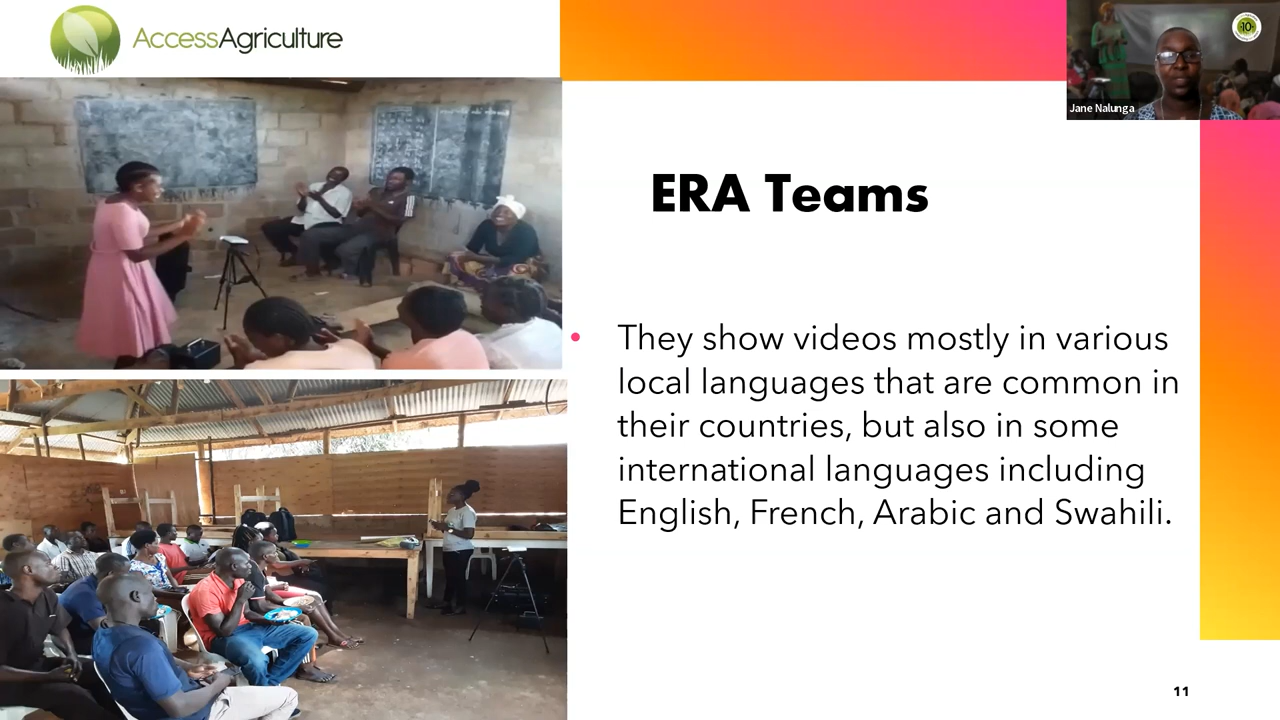 AccessAgriculture
10
Jane Nalunga
ERA Teams
• They show videos mostly in various
local languages that are common in
their countries, but also in some
international languages including
English, French, Arabic and Swahili.
11